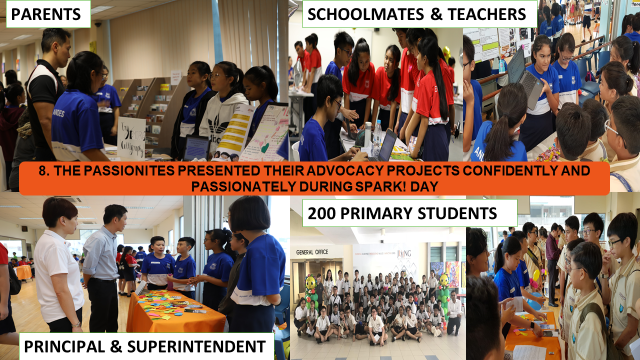 PARENTS
SCHOOLMATES & TEACHERS
8. THE PASSIONITES PRESENTED THEIR ADVOCACY PROJECTS CONFIDENTLY AND
PASSIONATELY DURING SPARK! DAY
200 PRIMARY STUDENTS
GENERAL OFFICE
PRINCIPAL & SUPERINTENDENT